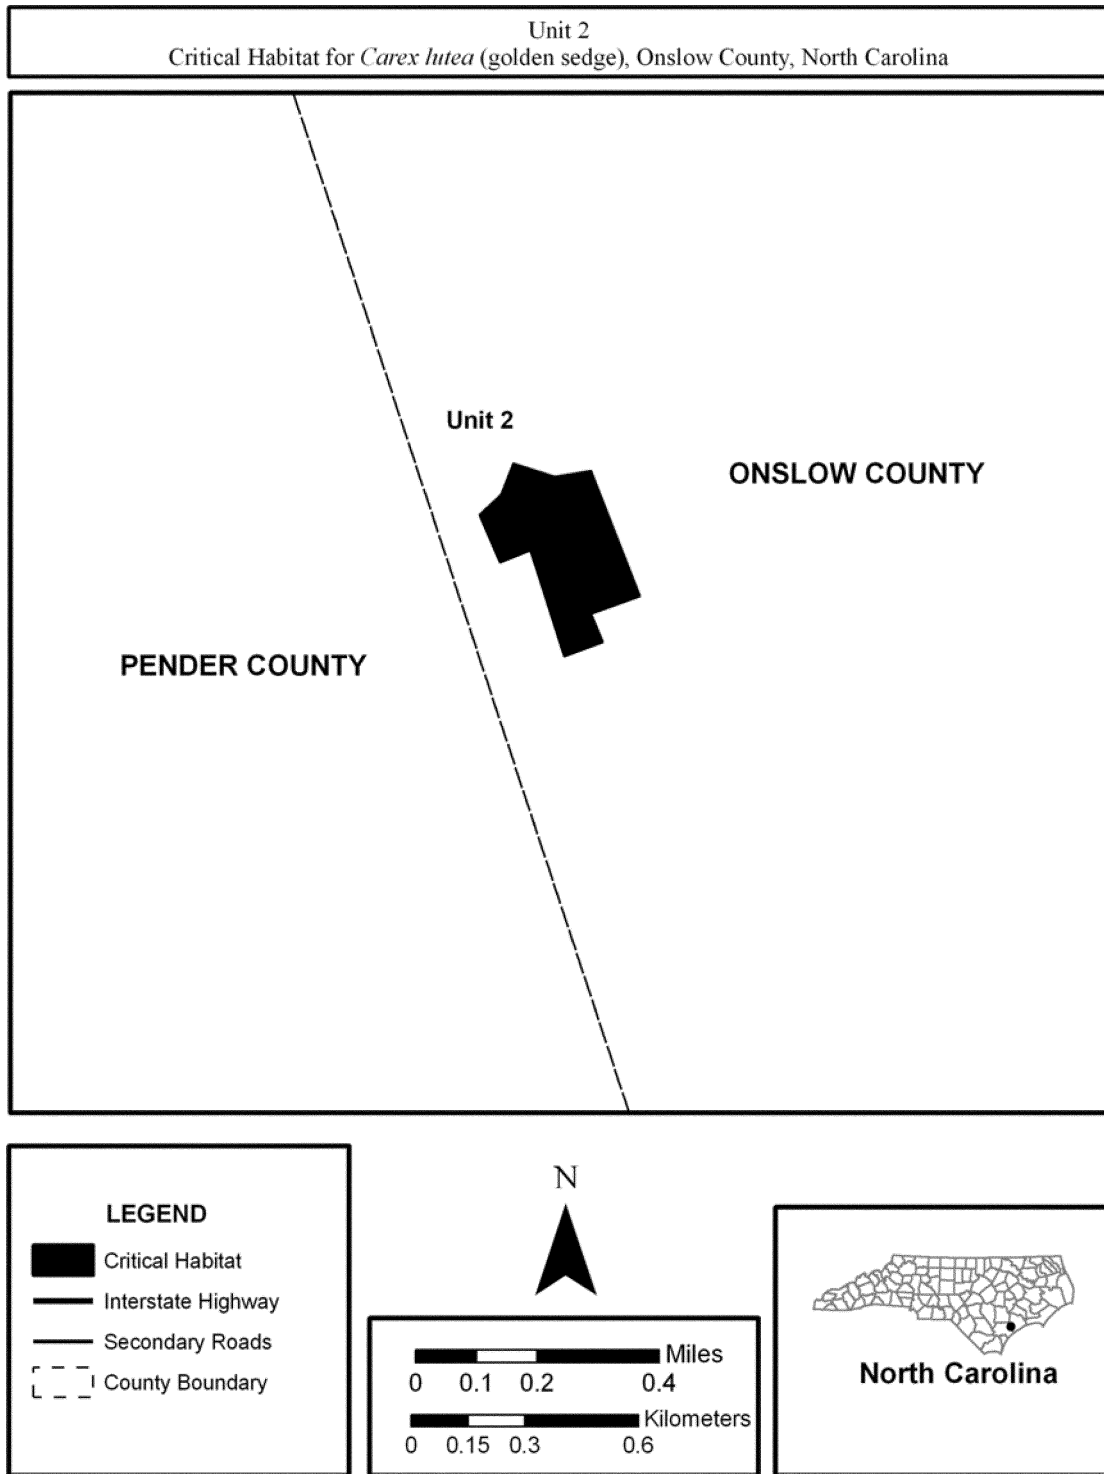 Unit 2
Critical Habitat for Carex lutea (golden sedge), Onslow County, North Carolina
Unit 2
ONSLOW COUNTY
PENDER COUNTY
LEGEND
Critical Habitat
Interstate Highway
Secondary Roads
County Boundary
N
Miles
0 0.1 0.2 0.4
Kilometers
0 0.15 0.3 0.6
North Carolina